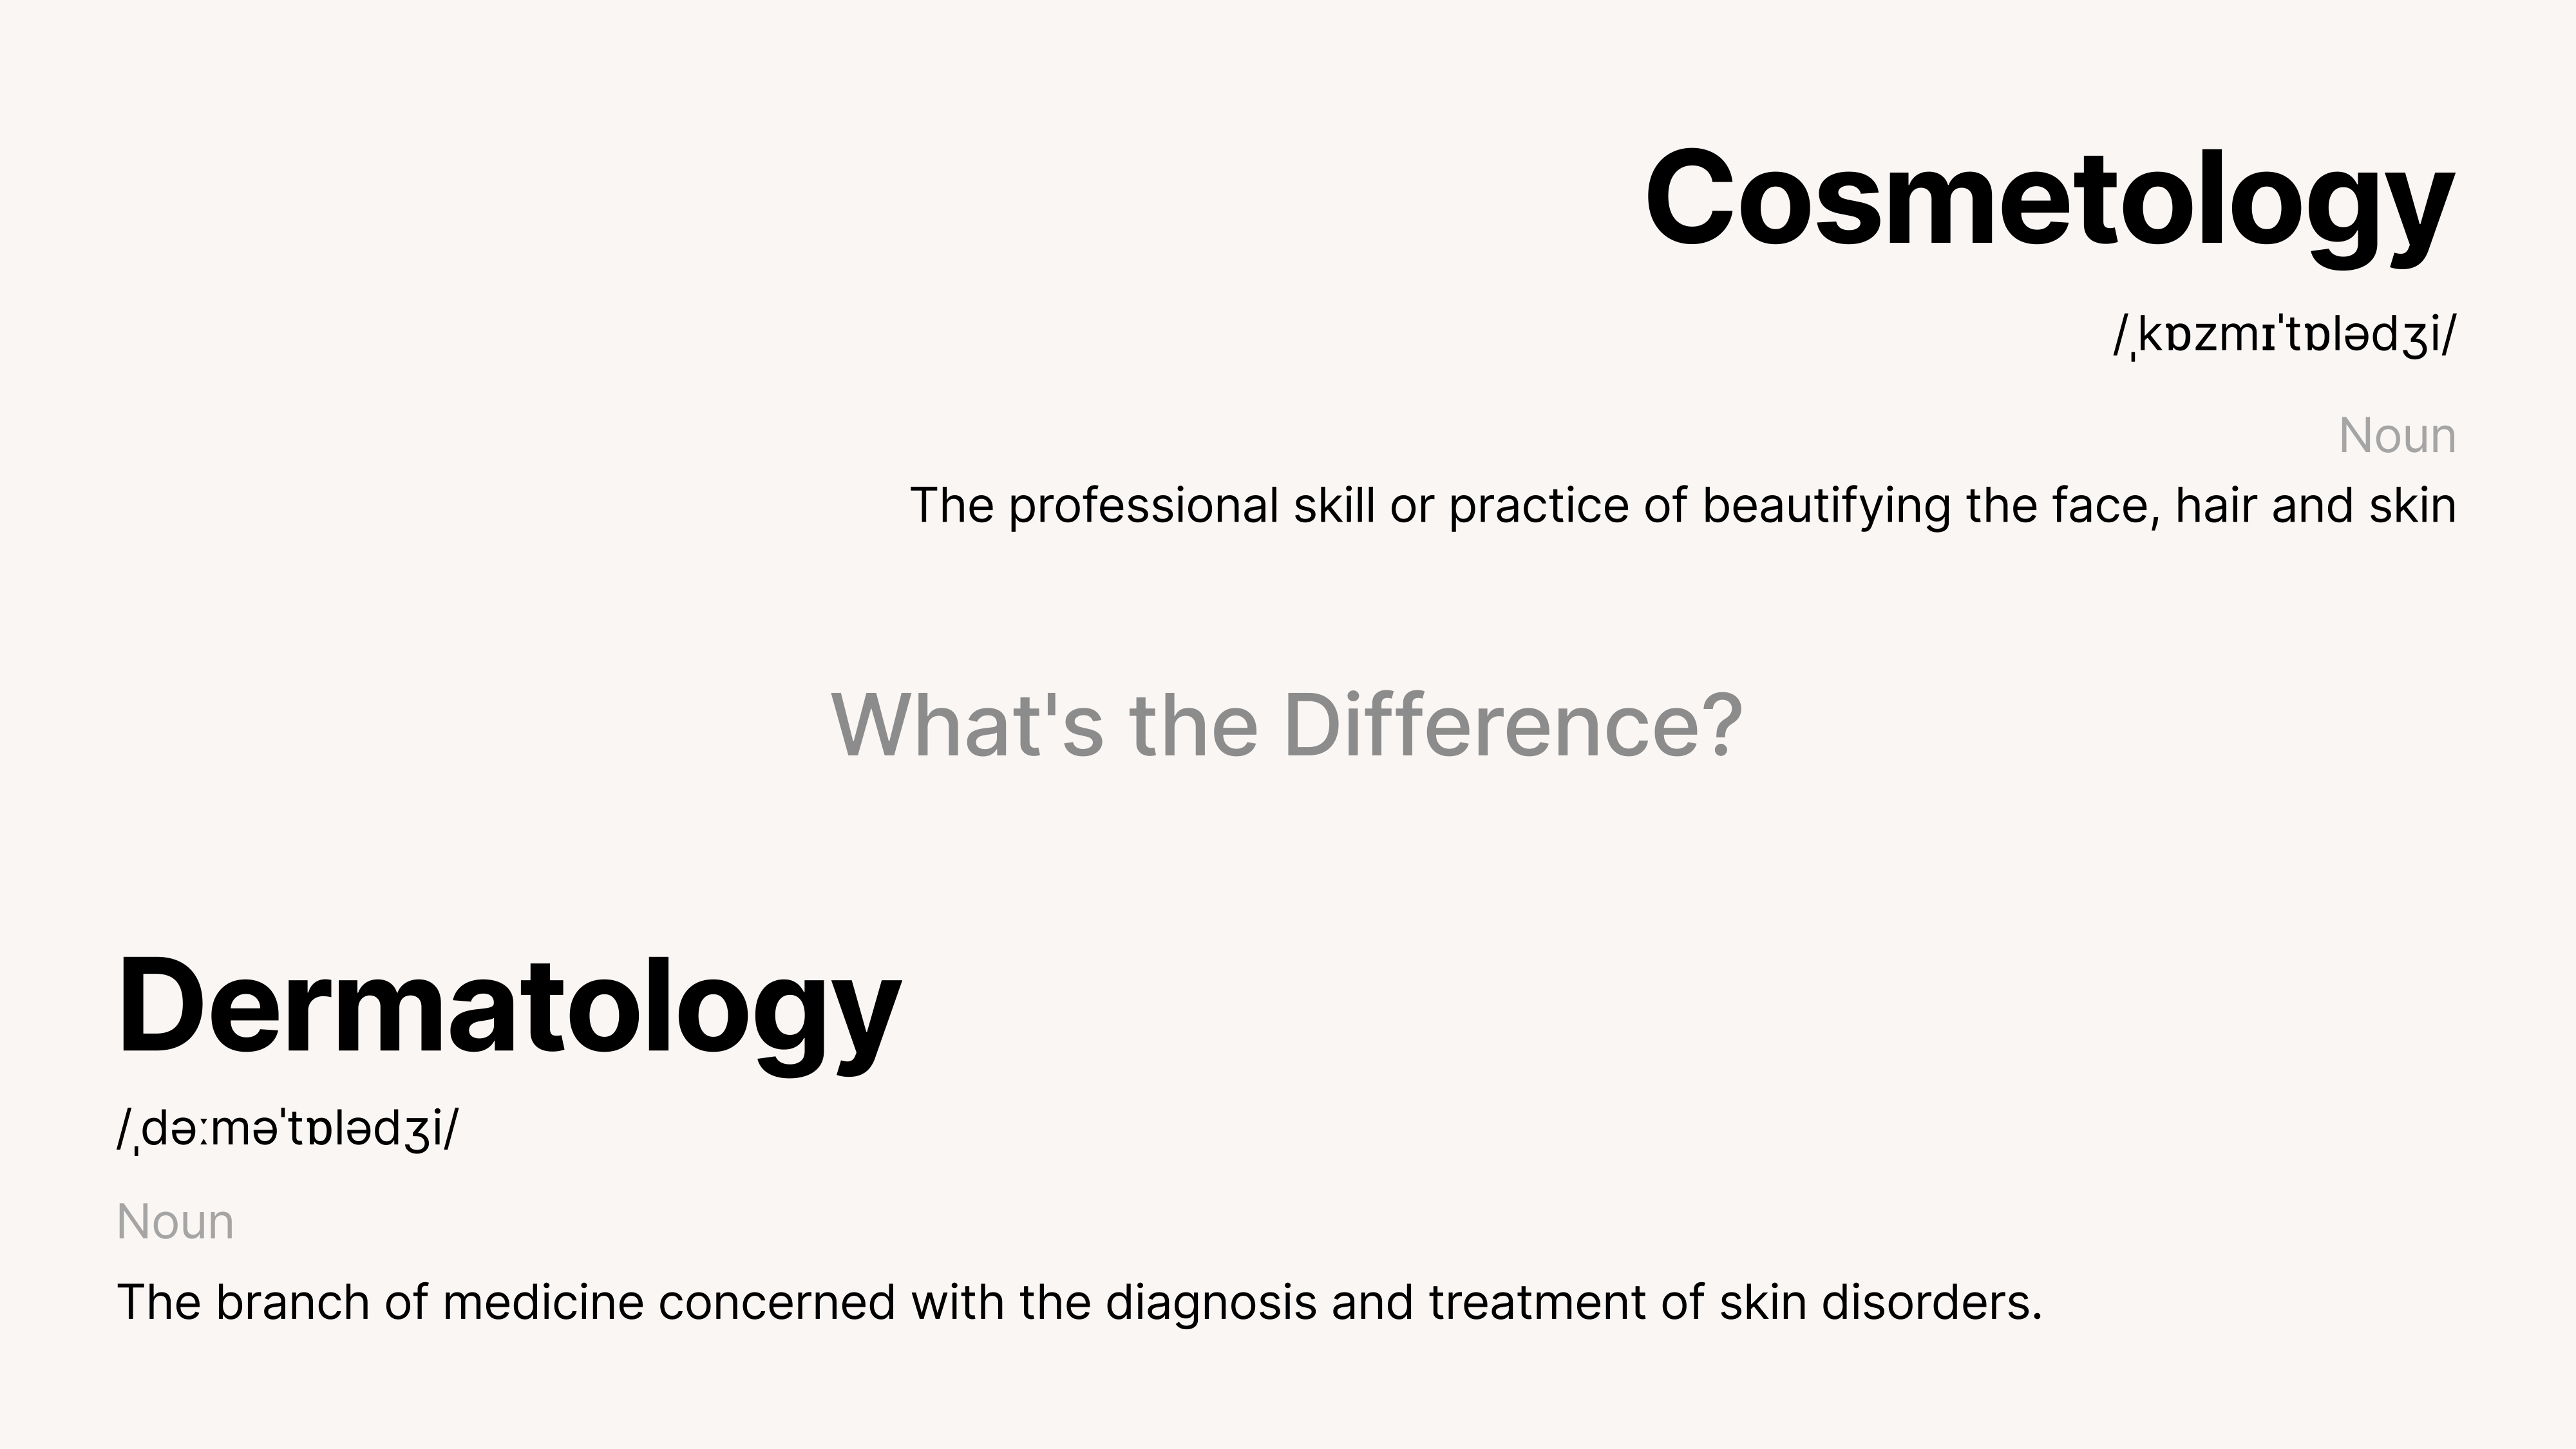 Cosmetology
/ˌkɒzmɪˈtɒlədʒi/
Noun
The professional skill or practice of beautifying the face, hair and skin
What's the Difference?
Dermatology
/ˌdəːməˈtɒlədʒi/
Noun
The branch of medicine concerned with the diagnosis and treatment of skin disorders.